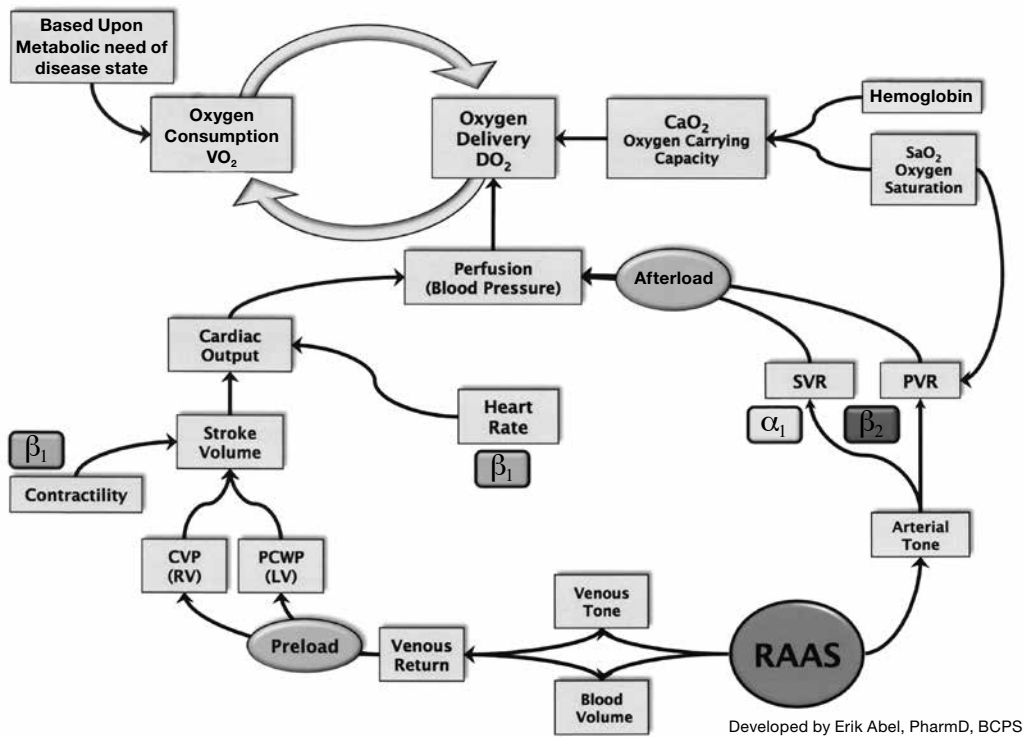 Based Upon
Metabolic need of
disease state
Oxygen
Consumption
VO₂
Oxygen
Delivery
DO₂
CaO₂
Oxygen Carrying
Capacity
Hemoglobin
SaO₂
Oxygen
Saturation
Perfusion
(Blood Pressure)
Afterload
Cardiac
Output
Heart
Rate
β₁
SVR
PVR
α₁
β₂
β₁
Contractility
Stroke
Volume
Arterial
Tone
CVP
(RV)
PCWP
(LV)
Preload
Venous
Return
Venous
Tone
Blood
Volume
RAAS
Developed by Erik Abel, PharmD, BCPS